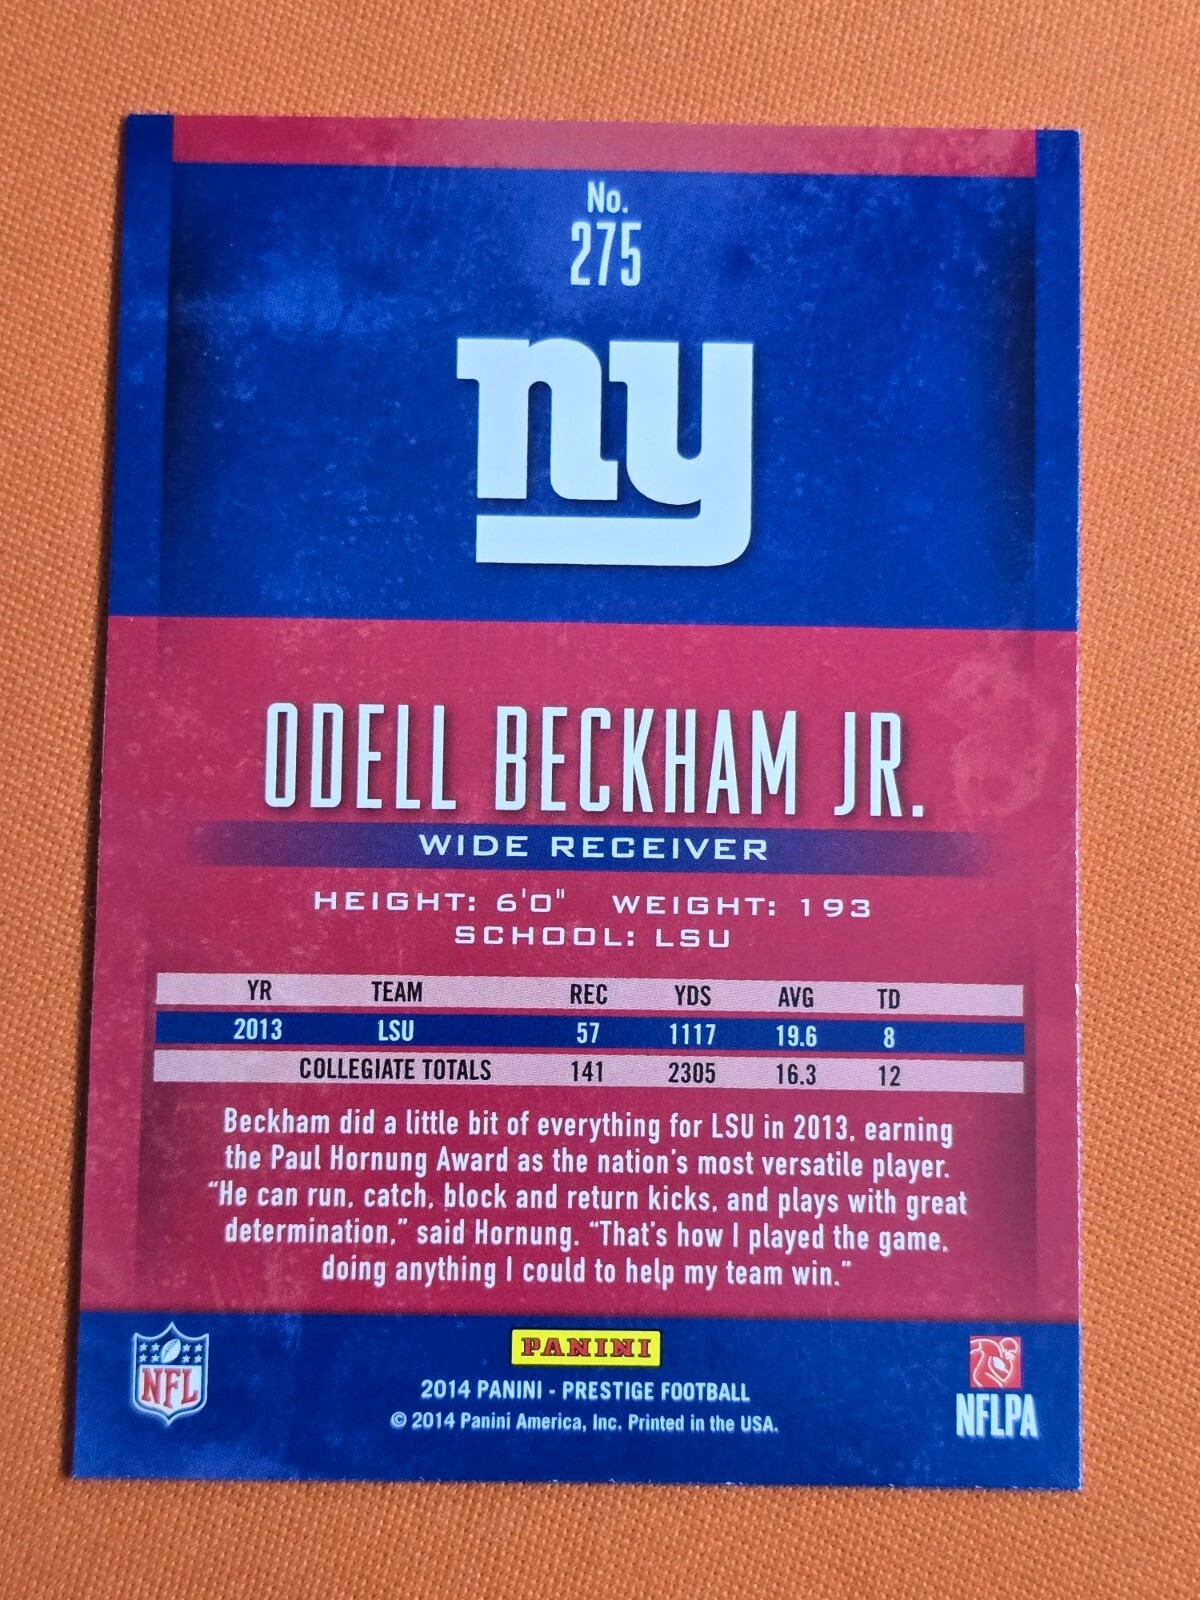 No.
275
ny
ODELL BECKHAM JR.
WIDE RECEIVER
HEIGHT: 6'0" WEIGHT: 193
SCHOOL: LSU
YR TEAM REC YDS AVG TD
2013 LSU 57 1117 19.6 8
COLLEGIATE TOTALS 141 2305 16.3 12
Beckham did a little bit of everything for LSU in 2013, earning
the Paul Hornung Award as the nation's most versatile player.
“He can run, catch, block and return kicks, and plays with great
determination,” said Hornung. “That's how I played the game,
doing anything I could to help my team win.”
NFL
PANINI
2014 PANINI - PRESTIGE FOOTBALL
© 2014 Panini America, Inc. Printed in the USA.
NFLPA